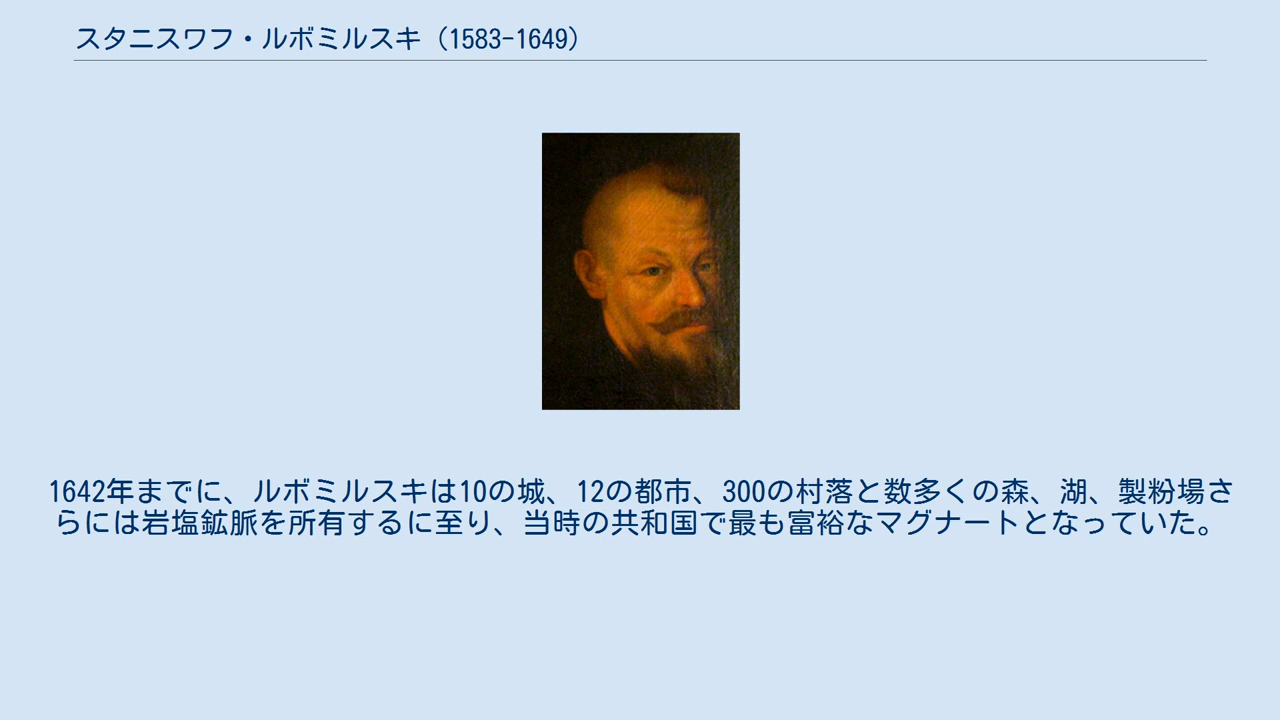 スタニスワフ・ルボミルスキ（1583-1649）
1642年までに、ルボミルスキは10の城、12の都市、300の村落と数多くの森、湖、製粉場さ
らには岩塩鉱脈を所有するに至り、当時の共和国で最も富裕なマグナートとなっていた。